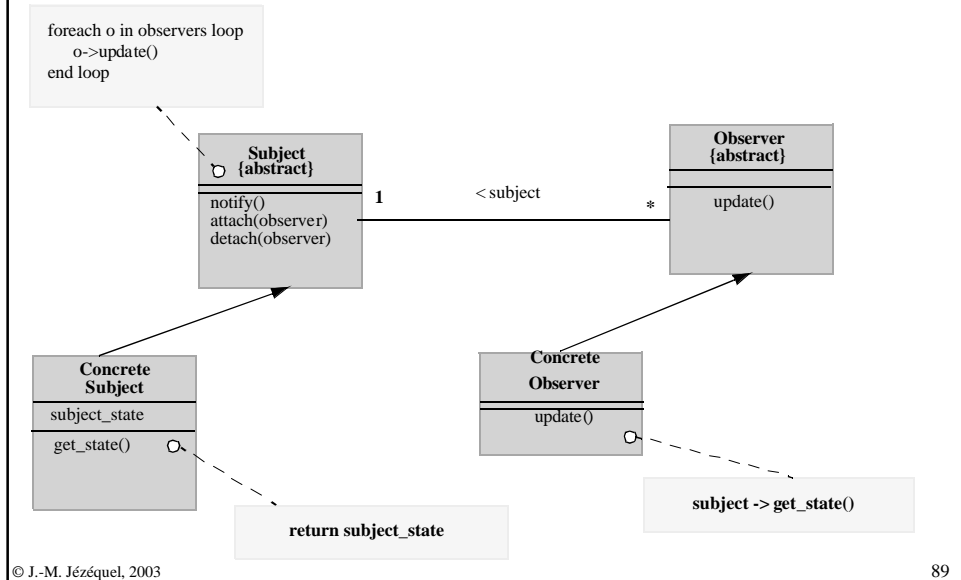 foreach o in observers loop
o->update()
end loop
Subject
{abstract}
notify()
attach(observer)
detach(observer)
1
< subject
*
Observer
{abstract}
update()
Concrete
Subject
subject_state
get_state()
Concrete
Observer
update()
return subject_state
subject -> get_state()
© J.-M. Jézéquel, 2003
89